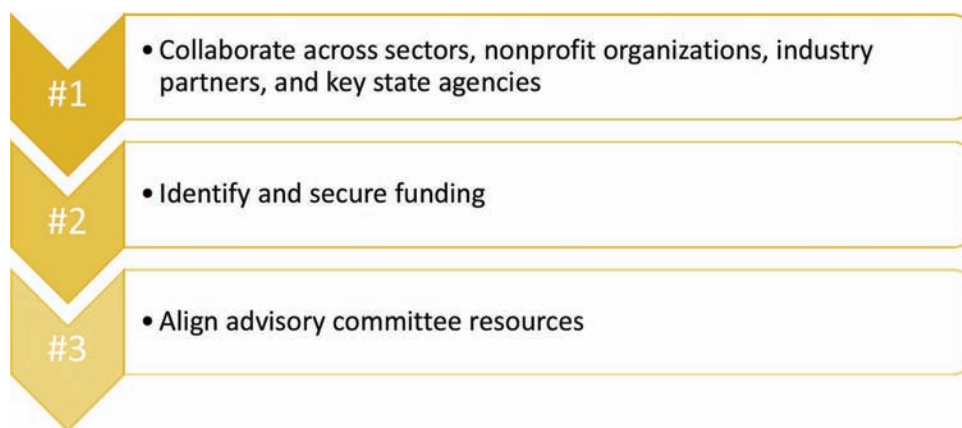 #1
• Collaborate across sectors, nonprofit organizations, industry
partners, and key state agencies
#2
• Identify and secure funding
#3
• Align advisory committee resources